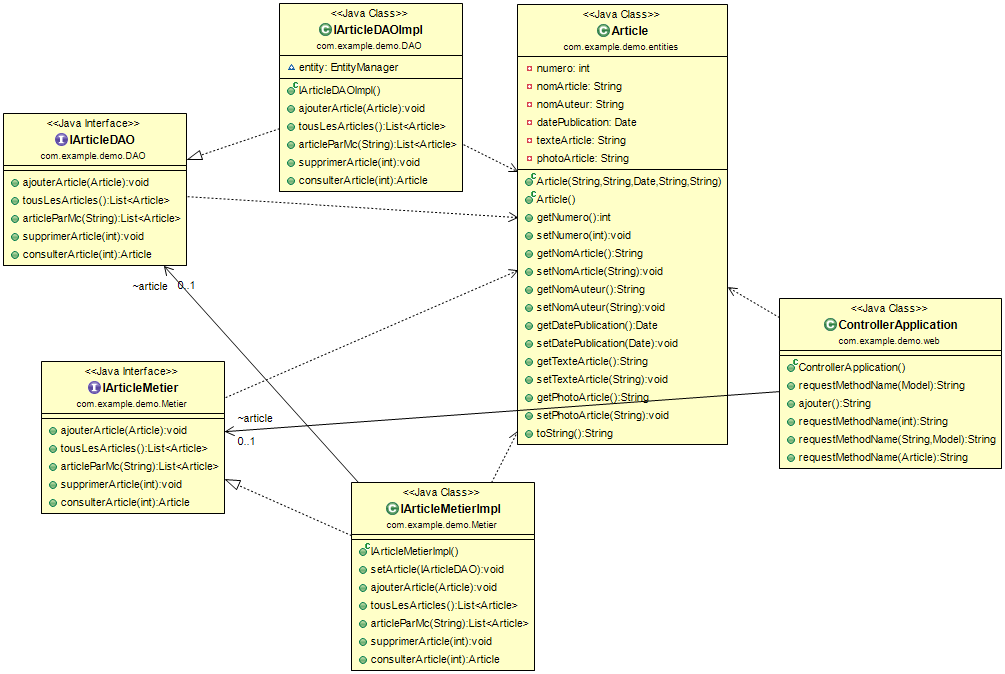 <<Java Class>>
IArticleDAOImpl
com.example.demo.DAO
entity: EntityManager
IArticleDAOImpl()
ajouterArticle(Article):void
tousLesArticles():List<Article>
articleParMc(String):List<Article>
supprimerArticle(int):void
consulterArticle(int):Article
<<Java Class>>
Article
com.example.demo.entities
numero: int
nomArticle: String
nomAuteur: String
datePublication: Date
texteArticle: String
photoArticle: String
Article(String,String,Date,String,String)
Article()
getNumero():int
setNumero(int):void
getNomArticle():String
setNomArticle(String):void
getNomAuteur():String
setNomAuteur(String):void
getDatePublication():Date
setDatePublication(Date):void
getTexteArticle():String
setTexteArticle(String):void
getPhotoArticle():String
setPhotoArticle(String):void
toString():String
<<Java Interface>>
IArticleDAO
com.example.demo.DAO
ajouterArticle(Article):void
tousLesArticles():List<Article>
articleParMc(String):List<Article>
supprimerArticle(int):void
consulterArticle(int):Article
~article 0..1
<<Java Class>>
ControllerApplication
com.example.demo.web
ControllerApplication()
requestMethodName(Model):String
ajouter():String
requestMethodName(int):String
requestMethodName(String,Model):String
requestMethodName(Article):String
<<Java Interface>>
IArticleMetier
com.example.demo.Metier
ajouterArticle(Article):void
tousLesArticles():List<Article>
articleParMc(String):List<Article>
supprimerArticle(int):void
consulterArticle(int):Article
~article
0..1
<<Java Class>>
IArticleMetierImpl
com.example.demo.Metier
IArticleMetierImpl()
setArticle(IArticleDAO):void
ajouterArticle(Article):void
tousLesArticles():List<Article>
articleParMc(String):List<Article>
supprimerArticle(int):void
consulterArticle(int):Article